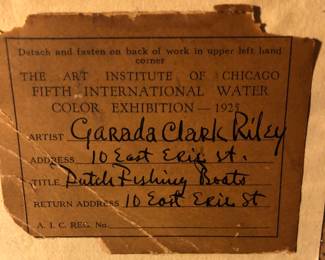 Detach and fasten on back of work in upper left hand
corner
THE ART INSTITUTE OF CHICAGO
FIFTH INTERNATIONAL WATER
COLOR EXHIBITION — 1925
ARTIST Garada Clark Riley
ADDRESS 10 East Erie st.
TITLE Dutch Fishing Boats
RETURN ADDRESS 10 East Erie St
A. I. C. REG. No.